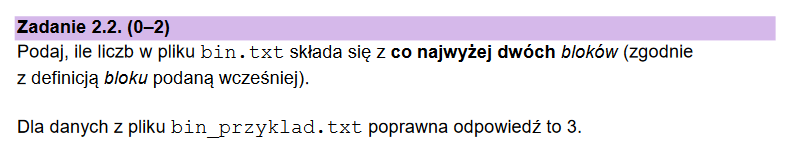 Zadanie 2.2. (0–2)
Podaj, ile liczb w pliku bin.txt składa się z co najwyżej dwóch bloków (zgodnie
z definicją bloku podaną wcześniej).
Dla danych z pliku bin_przyklad.txt poprawna odpowiedź to 3.